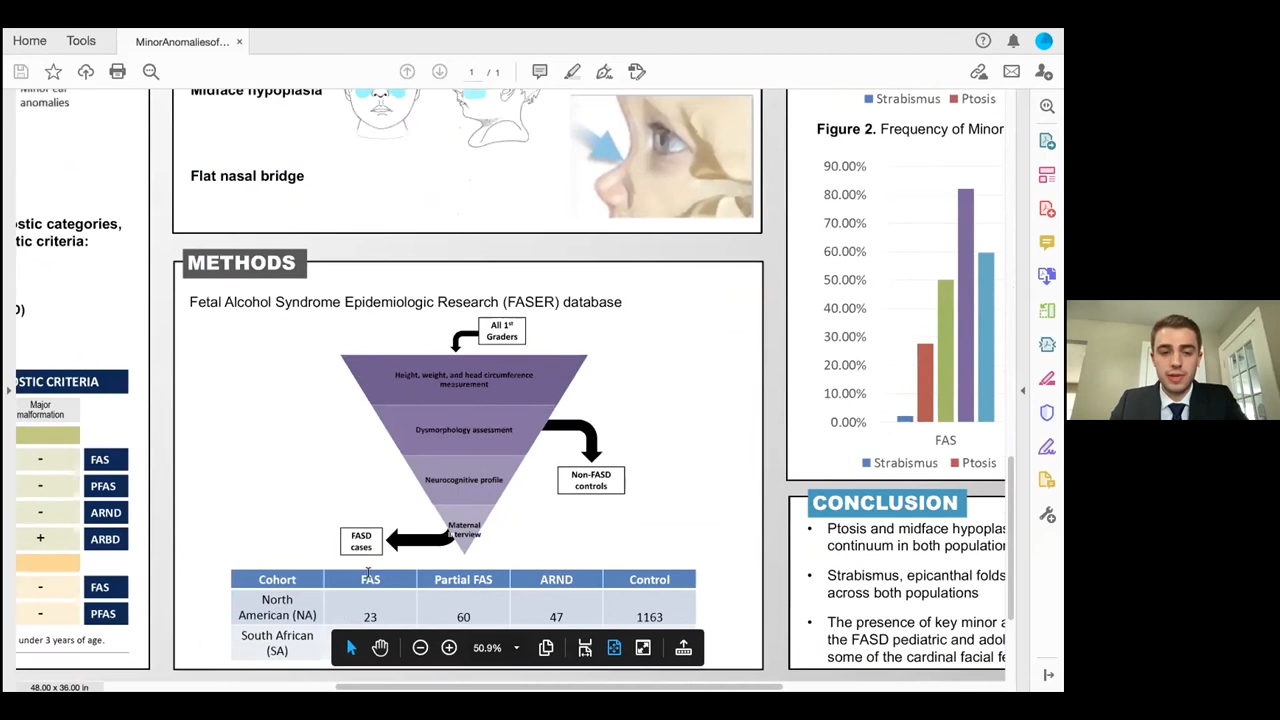 Home
Tools
MinorAnomaliesof...
1 / 1
Minor ear
anomalies
ostic categories,
tic criteria:
D)
OSTIC CRITERIA
Major
malformation
- FAS
- PFAS
- ARND
+ ARBD
- FAS
- PFAS
under 3 years of age.
48.00 x 36.00 in
Midface hypoplasia
Flat nasal bridge
METHODS
Fetal Alcohol Syndrome Epidemiologic Research (FASER) database
All 1st
Graders
Height, weight, and head circumference
measurement
Dysmorphology assessment
Neurocognitive profile
Maternal
interview
Non-FASD
controls
FASD
cases
Cohort FAS Partial FAS ARND Control
North
American (NA) 23 60 47 1163
South African
(SA)
50.9%
Strabismus Ptosis
Figure 2. Frequency of Minor
90.00%
80.00%
70.00%
60.00%
50.00%
40.00%
30.00%
20.00%
10.00%
0.00%
FAS
Strabismus Ptosis
CONCLUSION
• Ptosis and midface hypoplas
continuum in both population
• Strabismus, epicanthal folds
across both populations
• The presence of key minor a
the FASD pediatric and adol
some of the cardinal facial fe